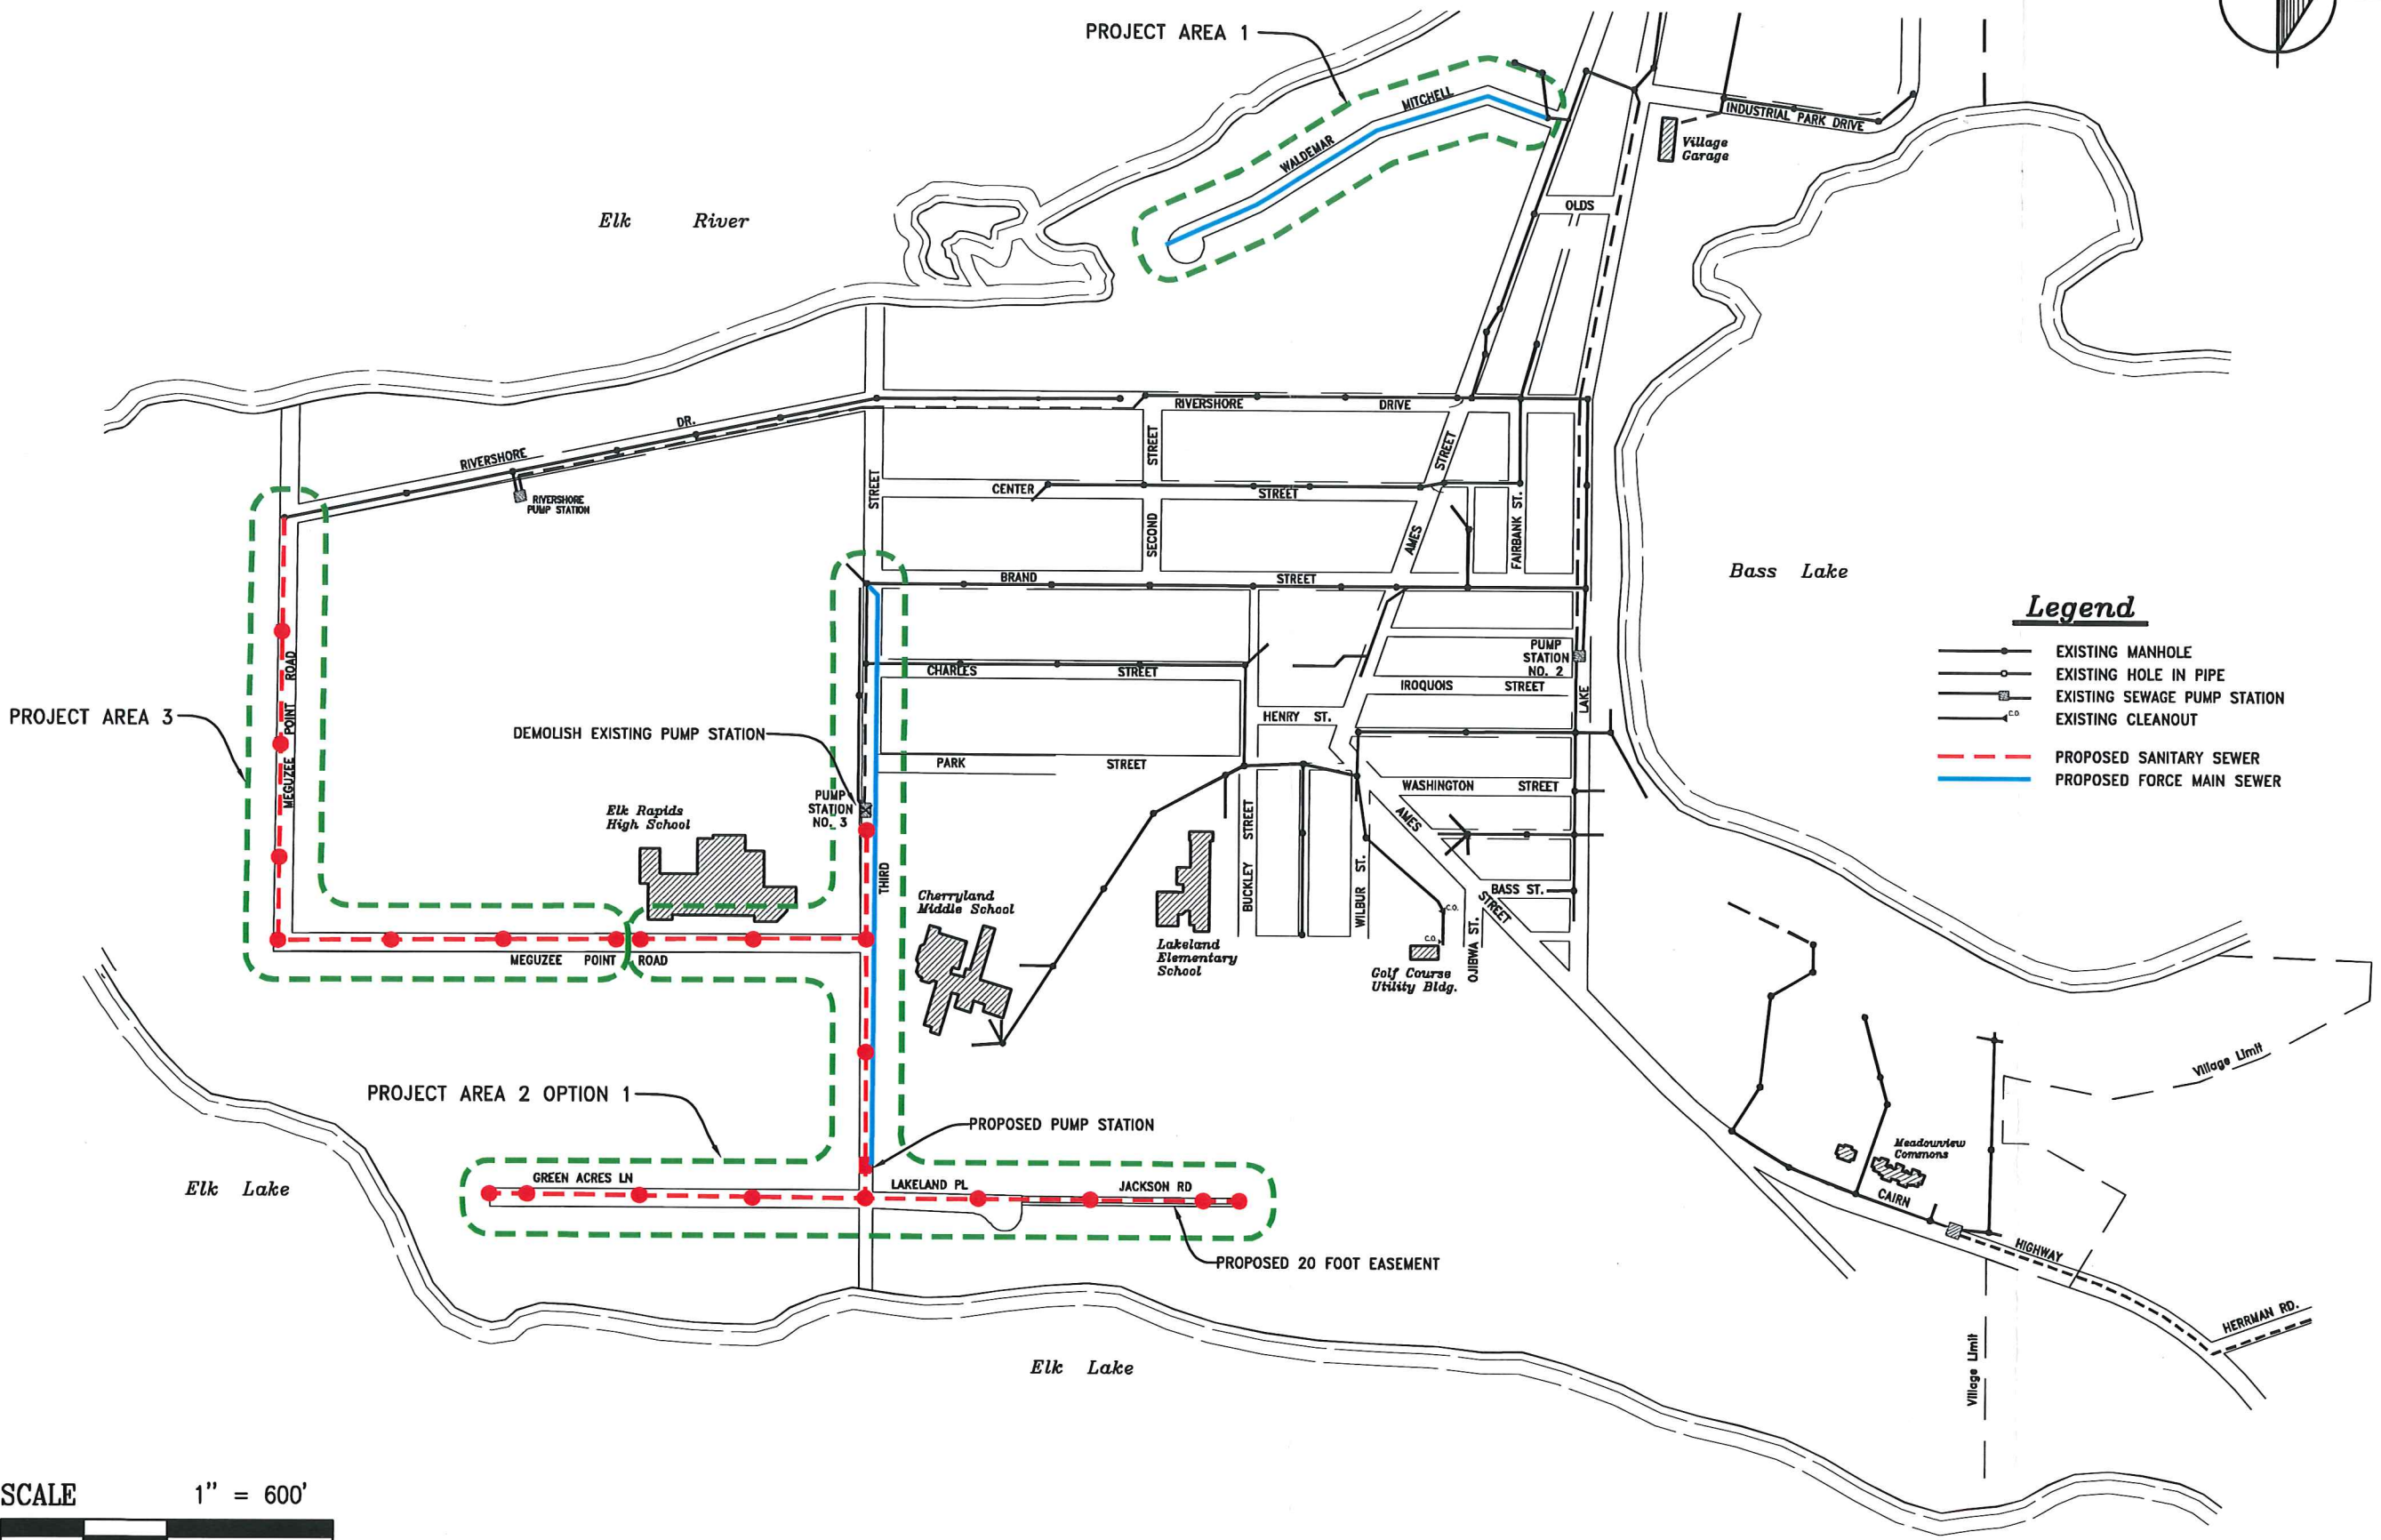 PROJECT AREA 1
MITCHELL
WALDEMAR
INDUSTRIAL PARK DRIVE
Village
Garage
OLDS
Elk River
RIVERSHORE DRIVE
DR.
RIVERSHORE
RIVERSHORE
PUMP STATION
STREET
STREET
STREET
CENTER STREET
SECOND
AMES
FAIRBANK ST.
BRAND STREET
Bass Lake
Legend
EXISTING MANHOLE
EXISTING HOLE IN PIPE
EXISTING SEWAGE PUMP STATION
C.O.
EXISTING CLEANOUT
PROPOSED SANITARY SEWER
PROPOSED FORCE MAIN SEWER
PUMP
STATION
NO. 2
CHARLES STREET
IROQUOIS STREET
LAKE
HENRY ST.
PROJECT AREA 3
MEGUZEE POINT ROAD
DEMOLISH EXISTING PUMP STATION
PARK STREET
WASHINGTON STREET
PUMP
STATION
NO. 3
Elk Rapids
High School
THIRD
AMES
STREET
BUCKLEY STREET
WILBUR ST.
BASS ST.
Cherryland
Middle School
C.O.
C.O.
OJIBWA ST.
Lakeland
Elementary
School
Golf Course
Utility Bldg.
MEGUZEE POINT ROAD
Village Limit
PROJECT AREA 2 OPTION 1
PROPOSED PUMP STATION
Meadowview
Commons
GREEN ACRES LN
LAKELAND PL
JACKSON RD
Elk Lake
CAIRN
HIGHWAY
PROPOSED 20 FOOT EASEMENT
HERRMAN RD.
Village Limit
Elk Lake
SCALE 1" = 600'